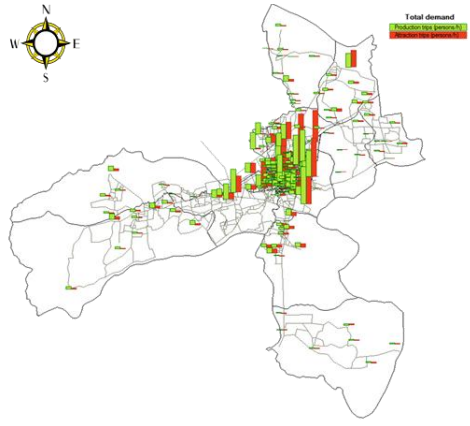 N
W E
S
Total demand
Production trips (persons/h)
Attraction trips (persons/h)